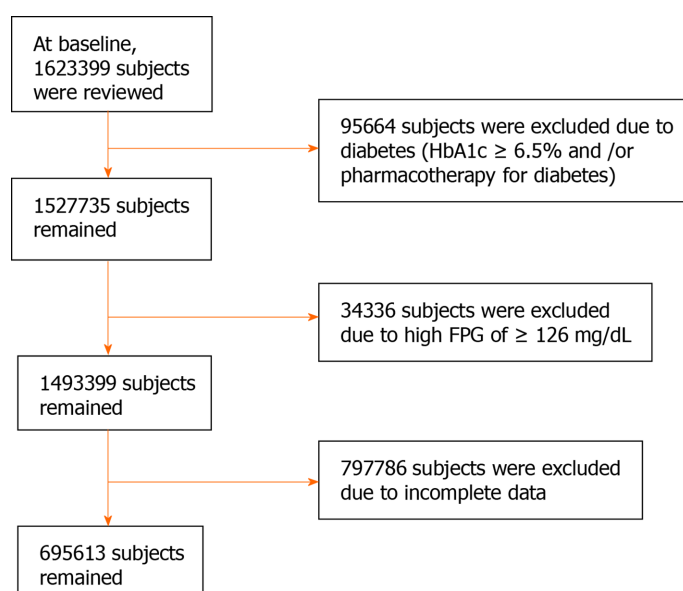 At baseline,
1623399 subjects
were reviewed
95664 subjects were excluded due to
diabetes (HbA1c ≥ 6.5% and /or
pharmacotherapy for diabetes)
1527735 subjects
remained
34336 subjects were excluded
due to high FPG of ≥ 126 mg/dL
1493399 subjects
remained
797786 subjects were excluded
due to incomplete data
695613 subjects
remained